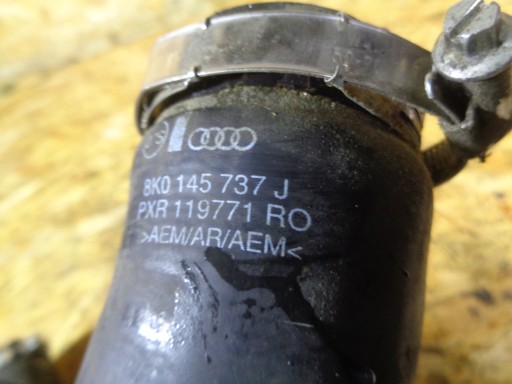 8K0 145 737 J
PXR 119771 RO
>AEM/AR/AEM<